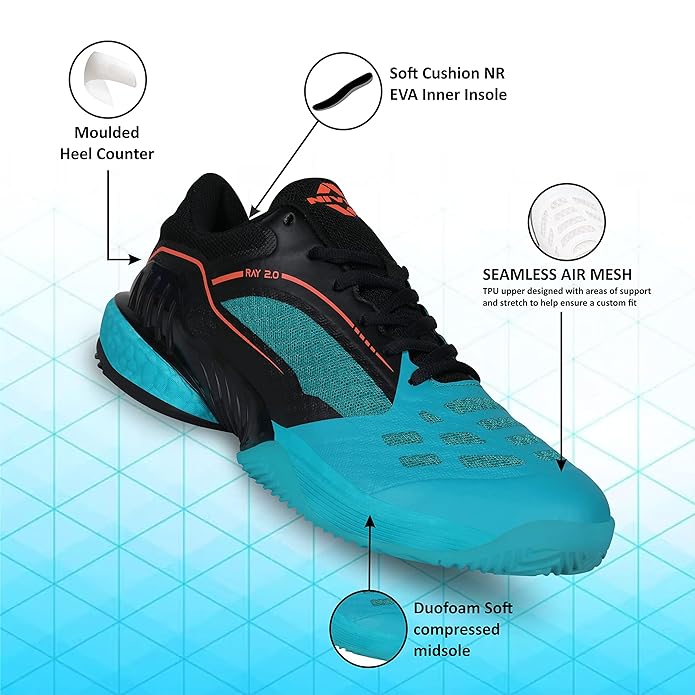 Moulded
Heel Counter
Soft Cushion NR
EVA Inner Insole
SEAMLESS AIR MESH
TPU upper designed with areas of support
and stretch to help ensure a custom fit
NIVIA
RAY 2.0
Duofoam Soft
compressed
midsole